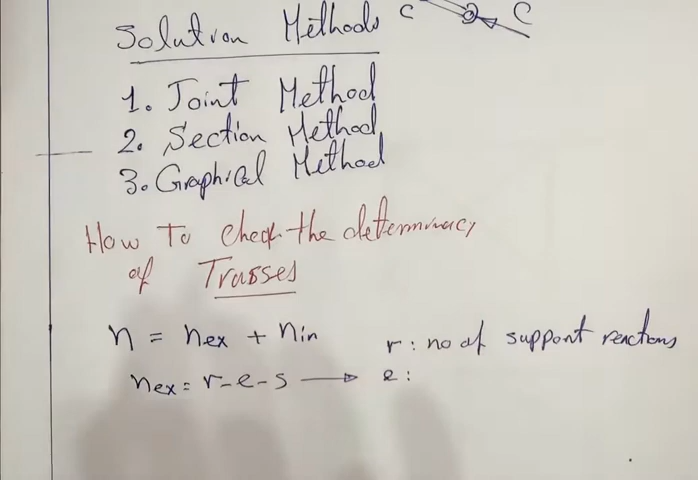 Solution Methods
C C
1. Joint Method
2. Section Method
3. Graphical Method
How To check the determinacy
of Trusses
n = nex + nin
r : no of support reactions
nex = r-e-s → e :